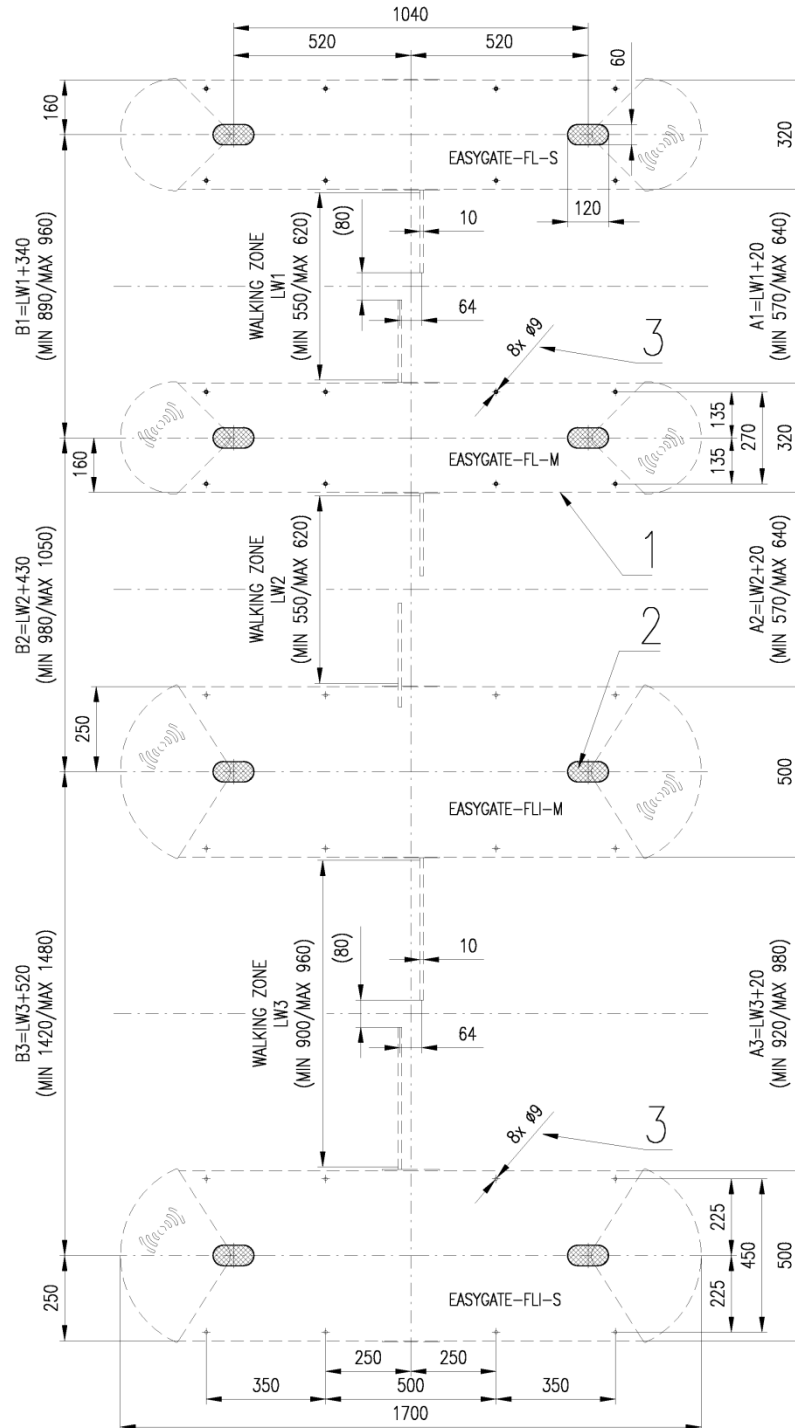 1040
520
520
60
160
320
EASYGATE-FL-S
120
(80)
10
B1=LW1+340
(MIN 890/MAX 960)
WALKING ZONE
LW1
(MIN 550/MAX 620)
A1=LW1+20
(MIN 570/MAX 640)
64
8x ø9
3
135
270
320
135
160
EASYGATE-FL-M
1
B2=LW2+430
(MIN 980/MAX 1050)
WALKING ZONE
LW2
(MIN 550/MAX 620)
A2=LW2+20
(MIN 570/MAX 640)
2
250
500
EASYGATE-FLI-M
(80)
10
B3=LW3+520
(MIN 1420/MAX 1480)
WALKING ZONE
LW3
(MIN 900/MAX 960)
A3=LW3+20
(MIN 920/MAX 980)
64
8x ø9
3
225
450
500
225
250
EASYGATE-FLI-S
250
250
350
500
350
1700